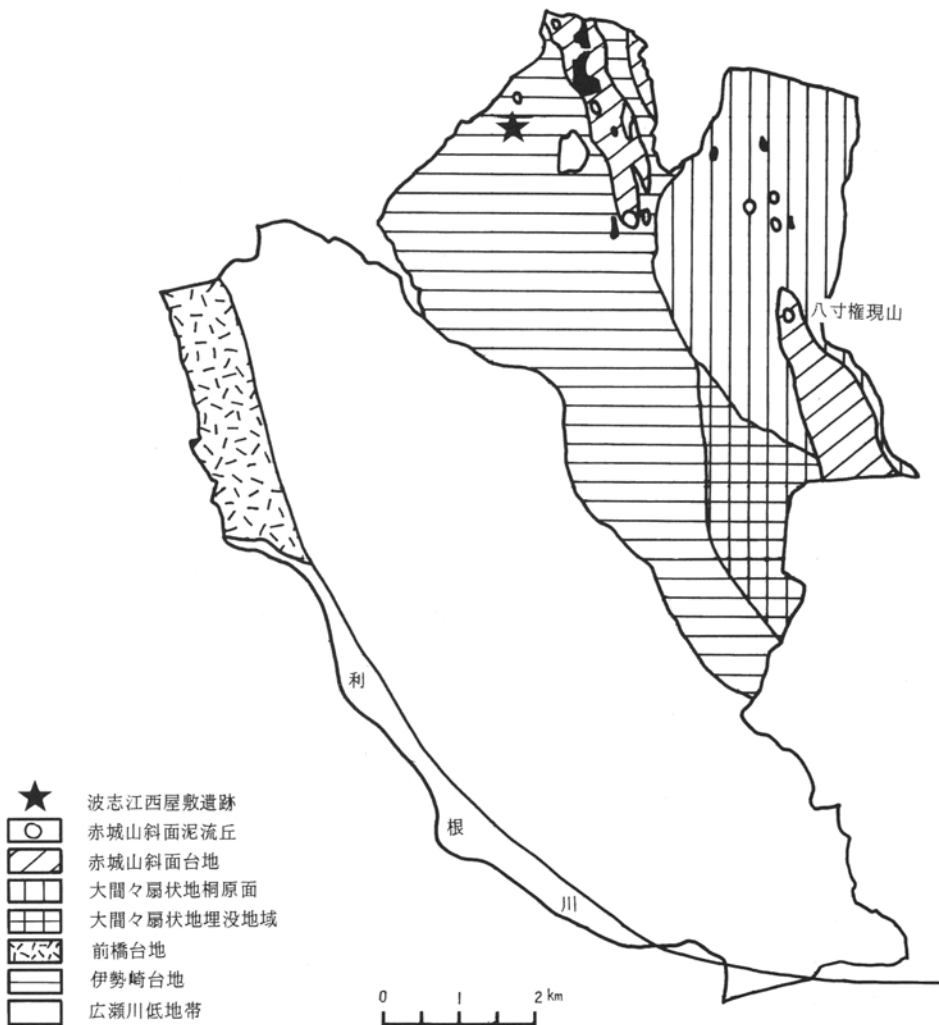 八寸権現山
利
根
川
波志江西屋敷遺跡
赤城山斜面泥流丘
赤城山斜面台地
大間々扇状地桐原面
大間々扇状地埋没地域
前橋台地
伊勢崎台地
広瀬川低地帯
0 1 2 km